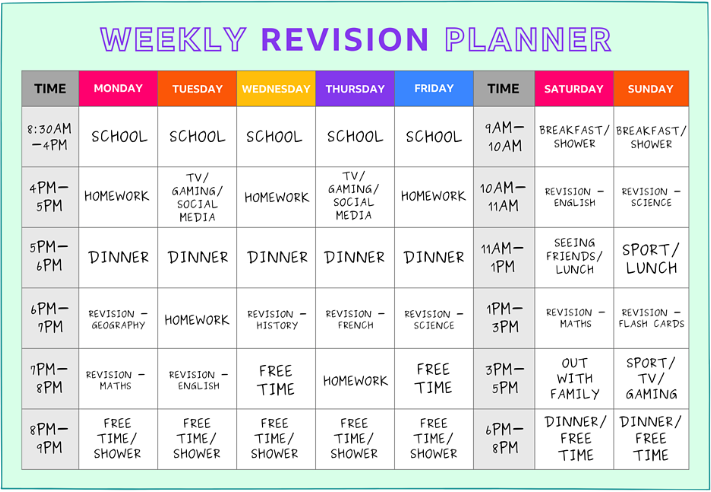 WEEKLY REVISION PLANNER
TIME MONDAY TUESDAY WEDNESDAY THURSDAY FRIDAY TIME SATURDAY SUNDAY
8:30AM
—4PM
SCHOOL
SCHOOL
SCHOOL
SCHOOL
SCHOOL
9AM—
10AM
BREAKFAST/
SHOWER
BREAKFAST/
SHOWER
4PM—
5PM
HOMEWORK
TV/
GAMING/
SOCIAL
MEDIA
HOMEWORK
TV/
GAMING/
SOCIAL
MEDIA
HOMEWORK
10AM—
11AM
REVISION –
ENGLISH
REVISION –
SCIENCE
5PM—
6PM
DINNER
DINNER
DINNER
DINNER
DINNER
11AM—
1PM
SEEING
FRIENDS/
LUNCH
SPORT/
LUNCH
6PM—
7PM
REVISION –
GEOGRAPHY
HOMEWORK
REVISION –
HISTORY
REVISION –
FRENCH
REVISION –
SCIENCE
1PM—
3PM
REVISION –
MATHS
REVISION –
FLASH CARDS
7PM—
8PM
REVISION –
MATHS
REVISION –
ENGLISH
FREE
TIME
HOMEWORK
FREE
TIME
3PM—
5PM
OUT
WITH
FAMILY
SPORT/
TV/
GAMING
8PM—
9PM
FREE
TIME/
SHOWER
FREE
TIME/
SHOWER
FREE
TIME/
SHOWER
FREE
TIME/
SHOWER
FREE
TIME/
SHOWER
6PM—
8PM
DINNER/
FREE
TIME
DINNER/
FREE
TIME